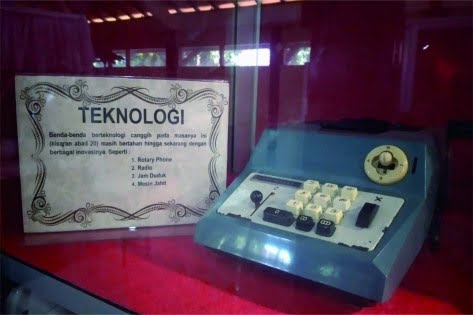 TEKNOLOGI
Benda-benda berteknologi canggih pada masanya ini
(kisaran abad 20) masih bertahan hingga sekarang dengan
berbagai inovasinya. Seperti :
1. Rotary Phone
2. Radio
3. Jam Duduk
4. Mesin Jahit